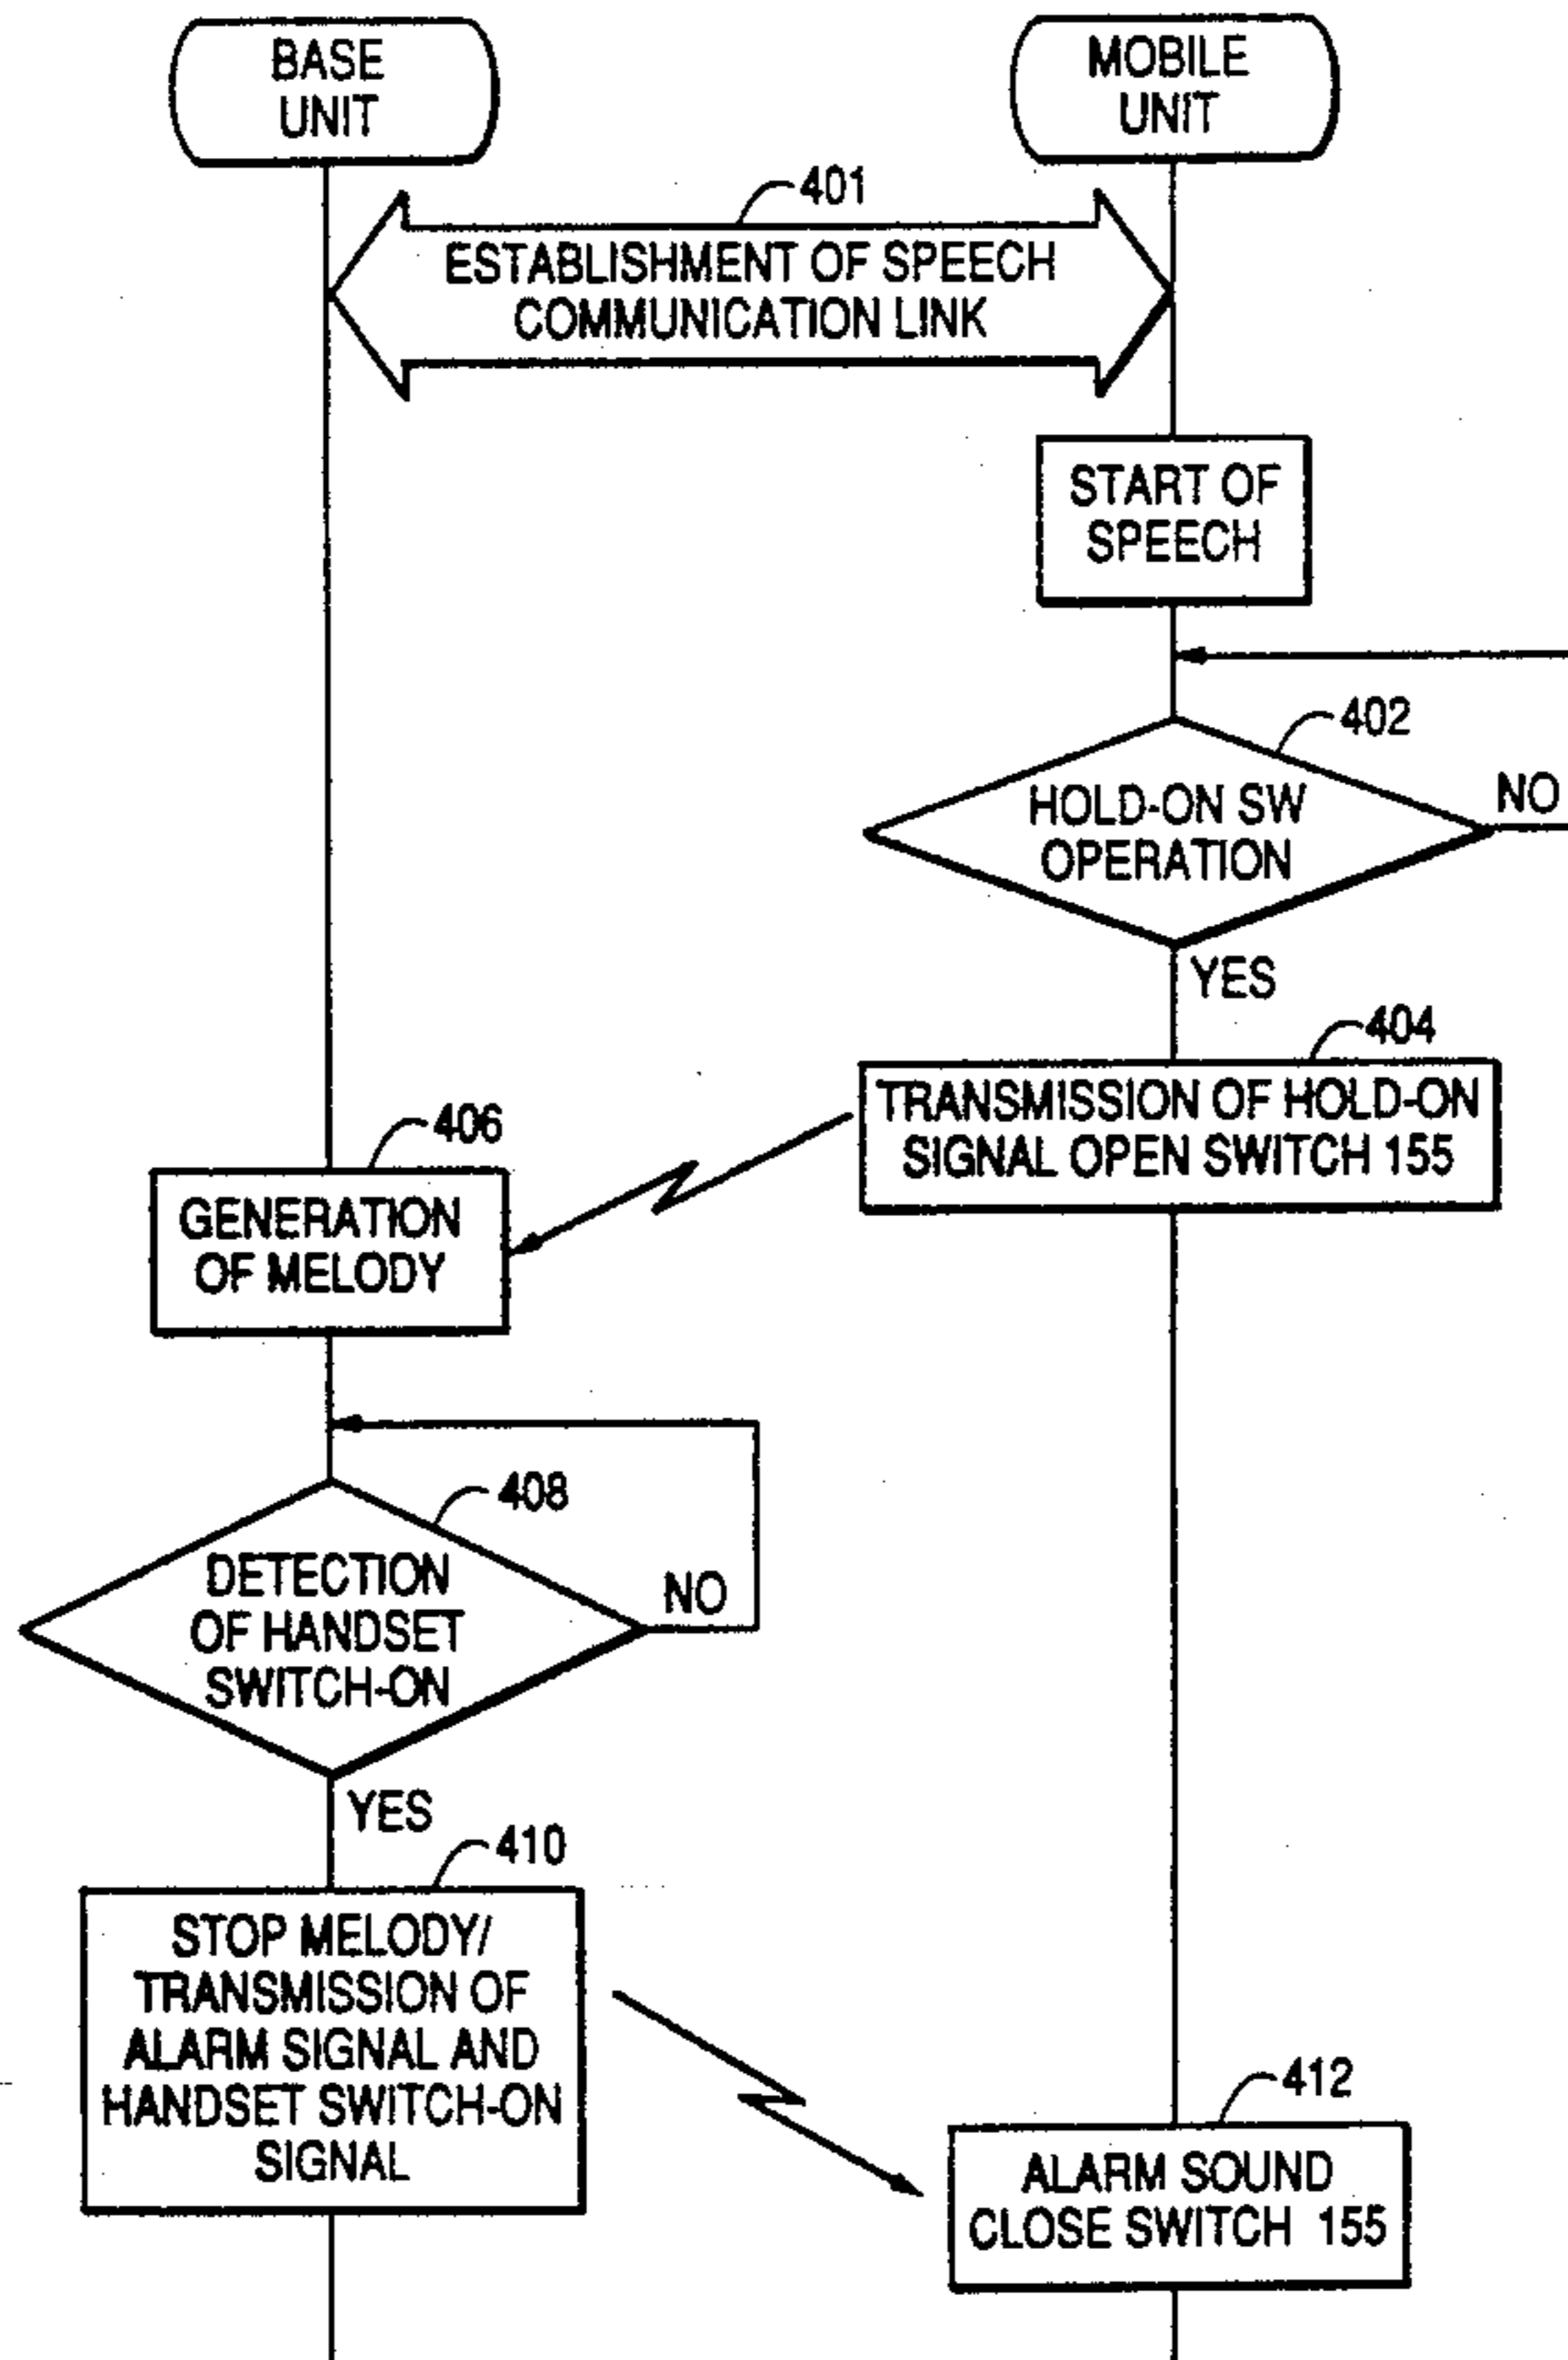 BASE
UNIT
MOBILE
UNIT
401
ESTABLISHMENT OF SPEECH
COMMUNICATION LINK
START OF
SPEECH
402
HOLD-ON SW
OPERATION
NO
YES
404
TRANSMISSION OF HOLD-ON
SIGNAL OPEN SWITCH 155
406
GENERATION
OF MELODY
408
DETECTION
OF HANDSET
SWITCH-ON
NO
YES
410
STOP MELODY/
TRANSMISSION OF
ALARM SIGNAL AND
HANDSET SWITCH-ON
SIGNAL
412
ALARM SOUND
CLOSE SWITCH 155